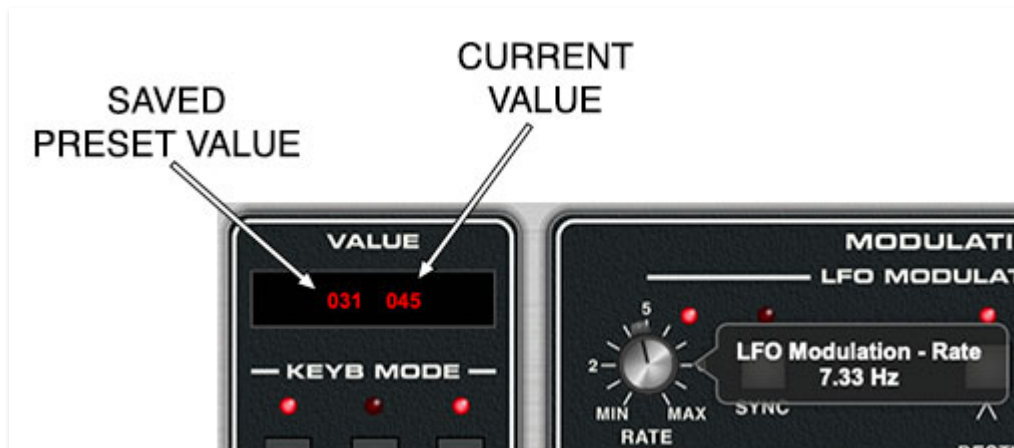 CURRENT
VALUE
SAVED
PRESET VALUE
VALUE
031 045
KEYB MODE
MODULATI
LFO MODULAT
5
2
MIN
MAX
RATE
LFO Modulation - Rate
7.33 Hz
SYNC